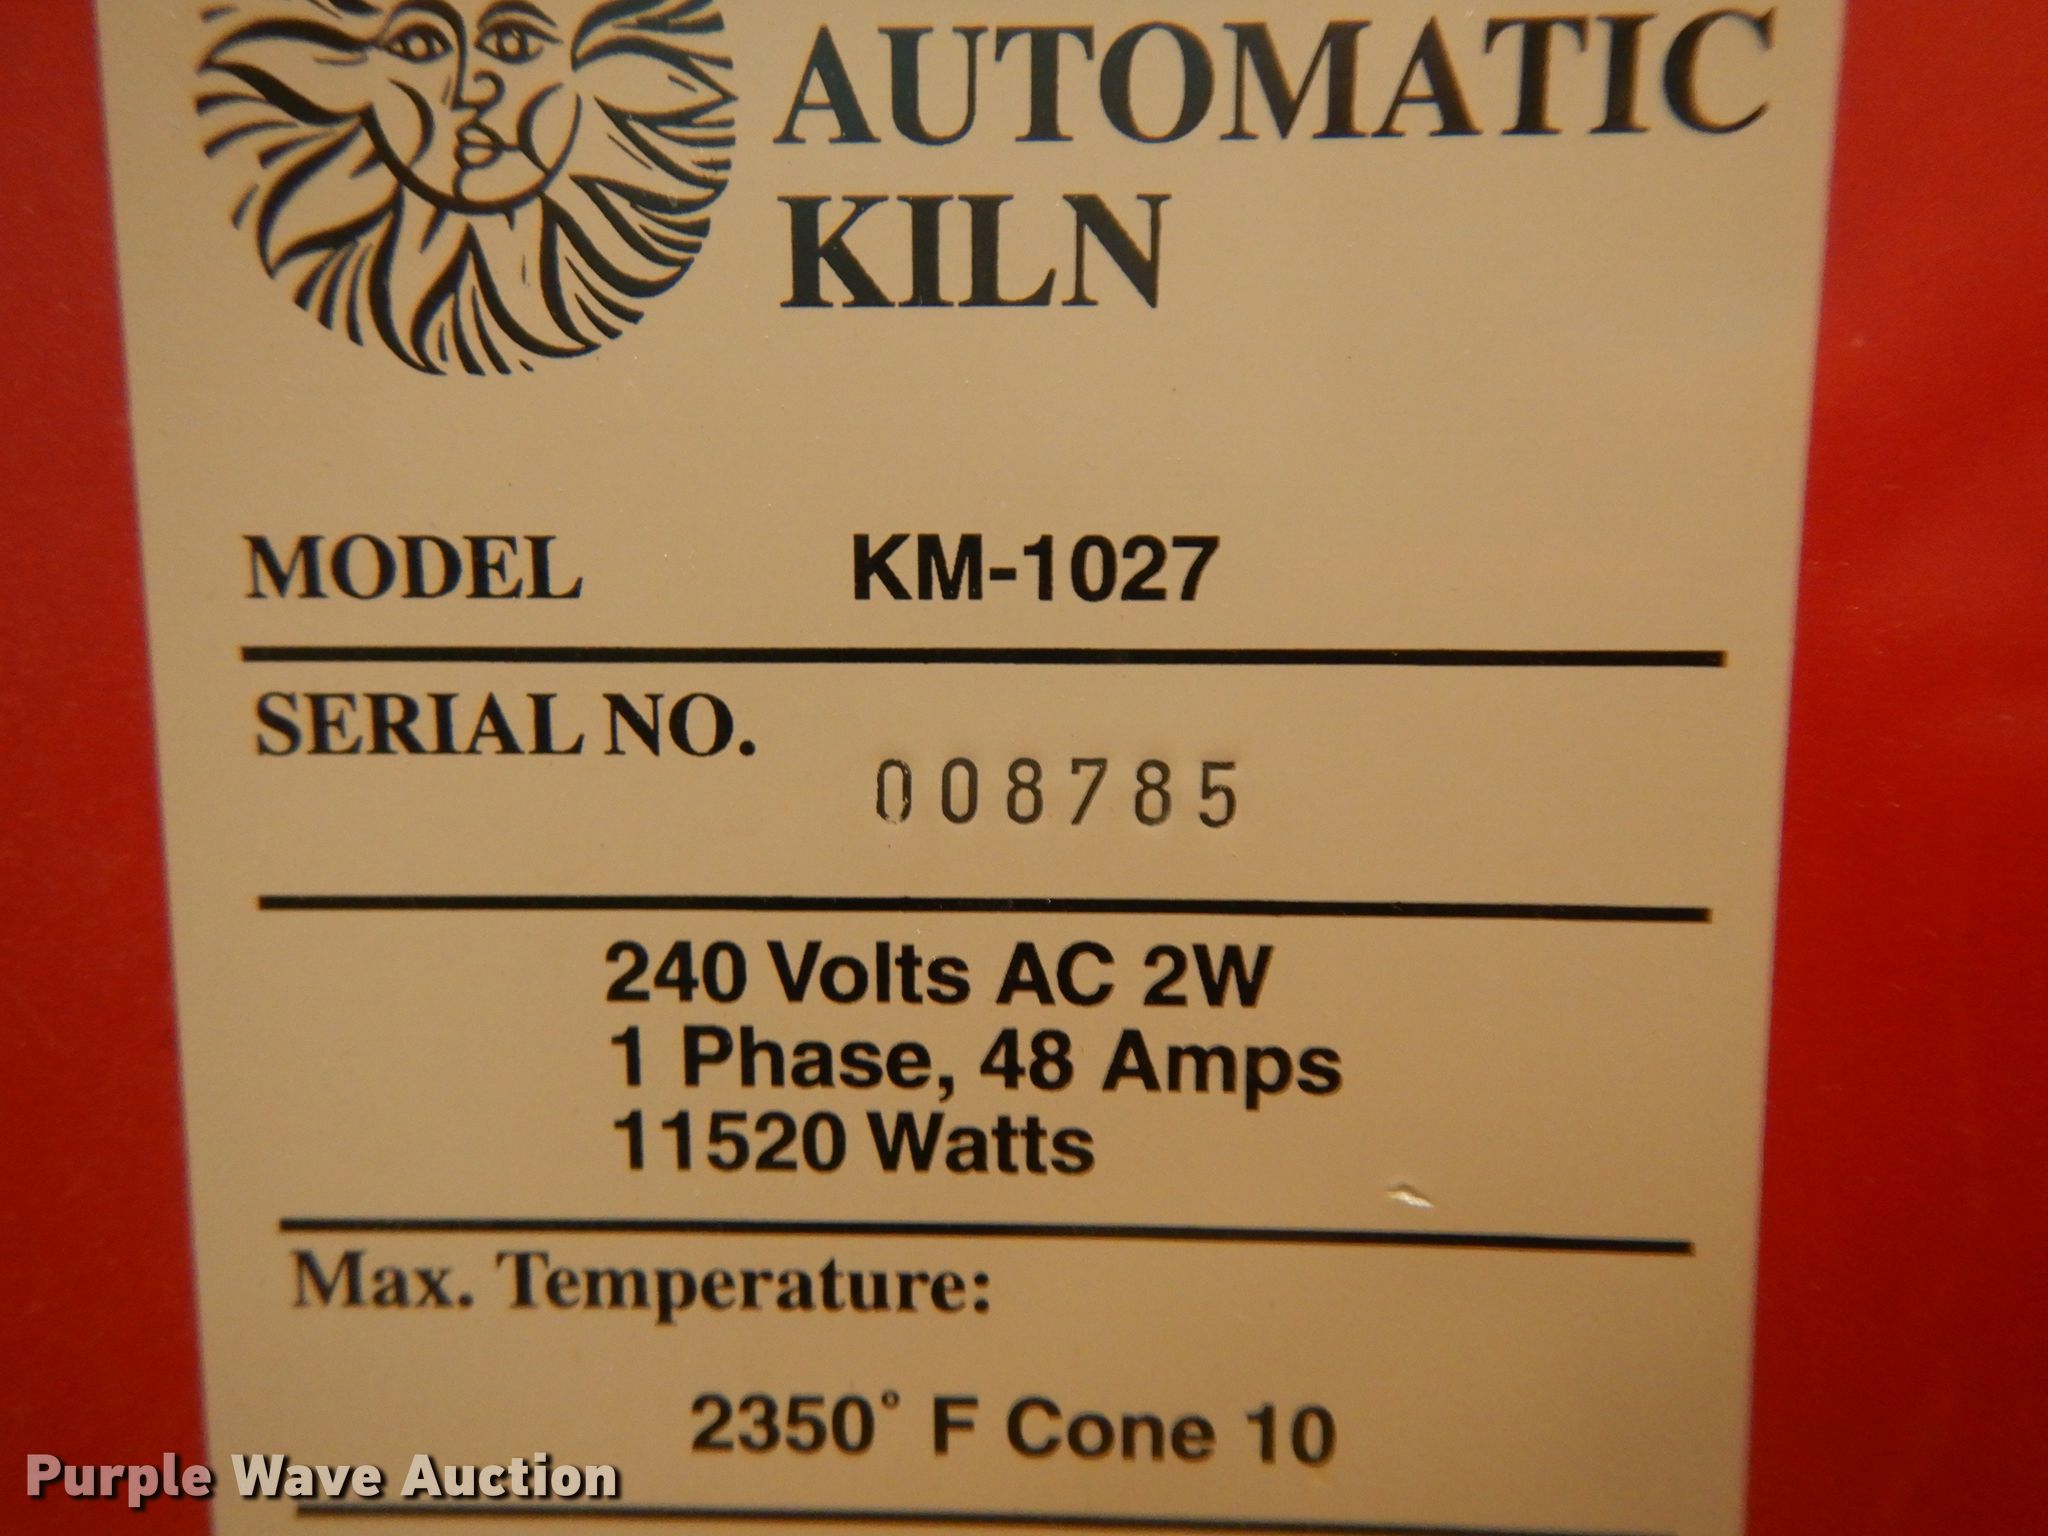 AUTOMATIC
KILN
MODEL KM-1027
SERIAL NO. 008785
240 Volts AC 2W
1 Phase, 48 Amps
11520 Watts
Max. Temperature:
2350° F Cone 10
Purple Wave Auction